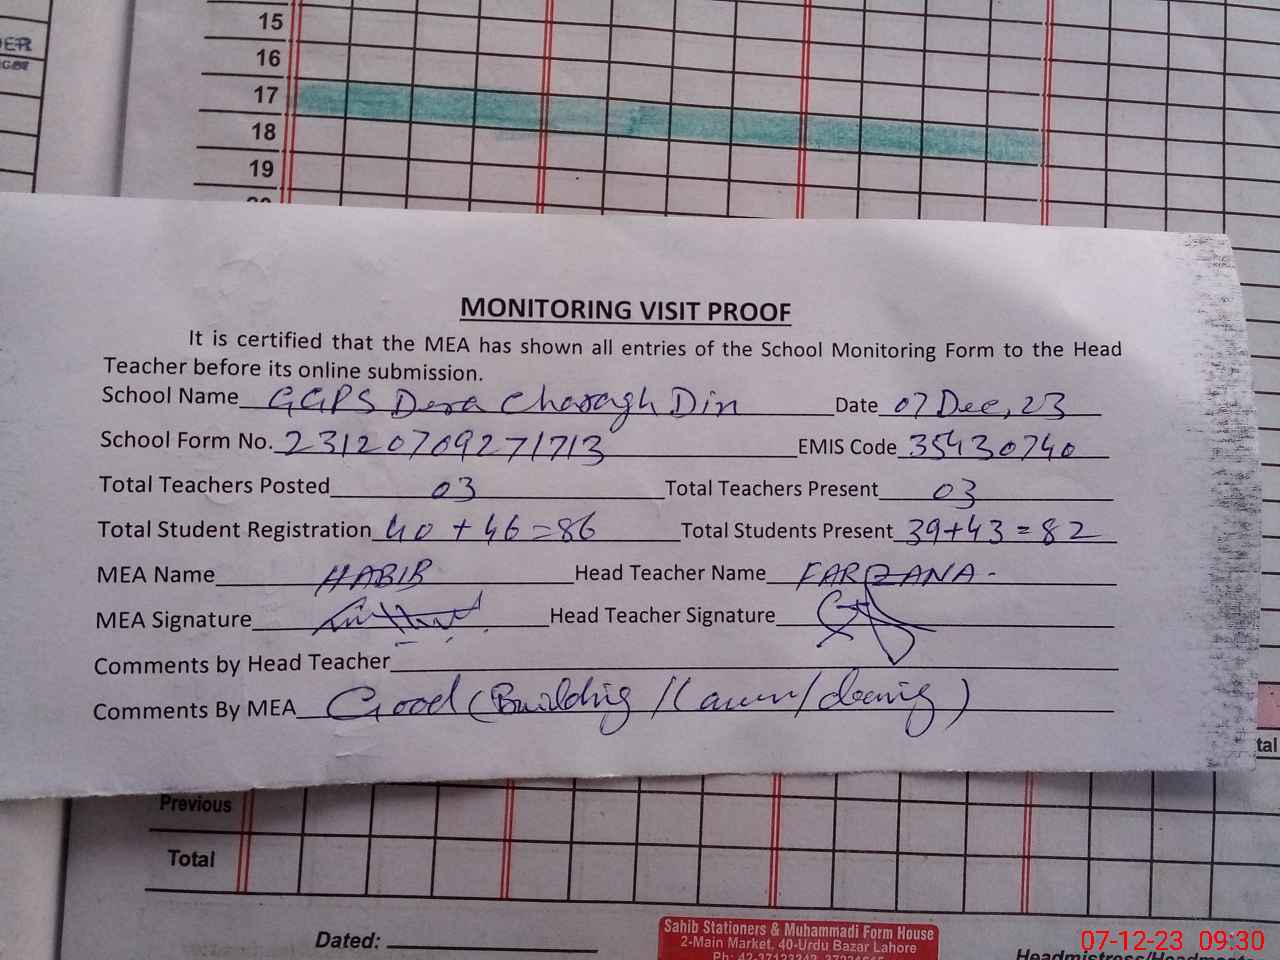 DER
15
16
17
18
19
MONITORING VISIT PROOF
It is certified that the MEA has shown all entries of the School Monitoring Form to the Head
Teacher before its online submission.
School Name GGPS Dera Charagh Din Date 07 Dec, 23
School Form No. 23120709271713 EMIS Code 35430740
Total Teachers Posted 03 Total Teachers Present 03
Total Student Registration 40 + 46 = 86 Total Students Present 39+43 = 82
MEA Name HABIB Head Teacher Name FARZANA -
MEA Signature Head Teacher Signature
Comments by Head Teacher
Comments By MEA Good (Building /
tal
Previous
Total
Dated:
Sahib Stationers & Muhammadi Form House
2-Main Market, 40-Urdu Bazar Lahore
07-12-23 09:30